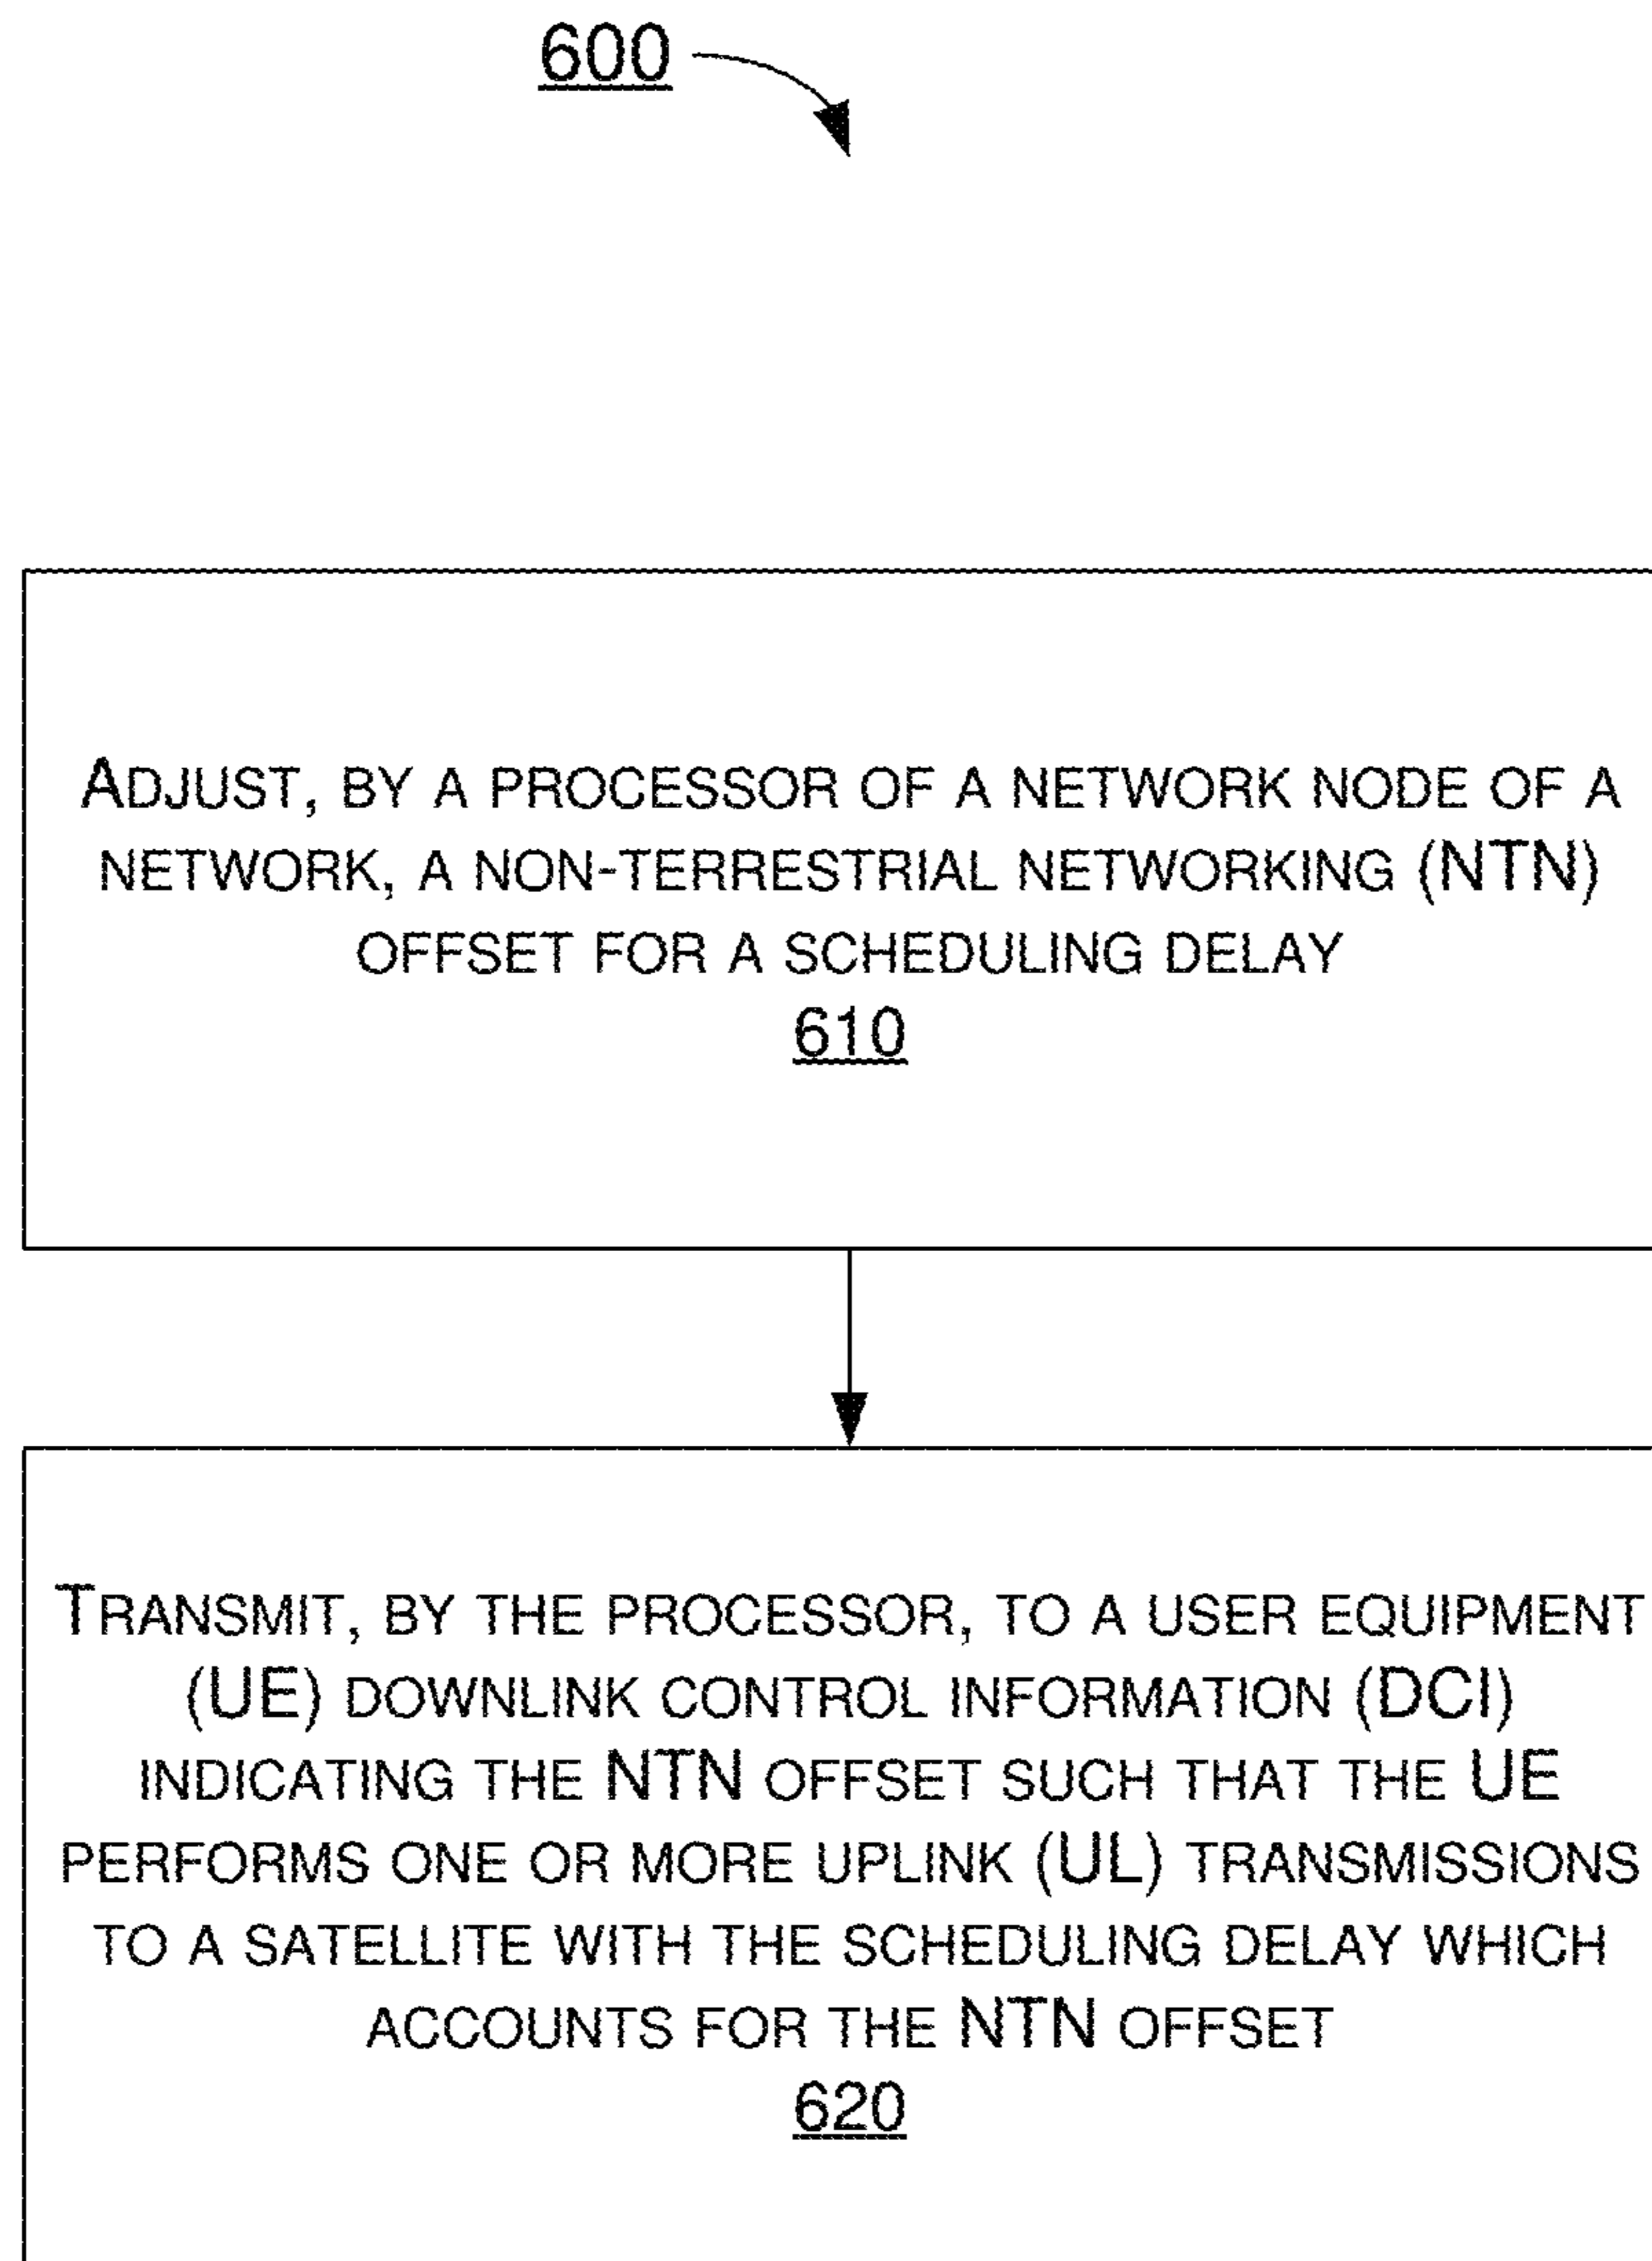 600
ADJUST, BY A PROCESSOR OF A NETWORK NODE OF A
NETWORK, A NON-TERRESTRIAL NETWORKING (NTN)
OFFSET FOR A SCHEDULING DELAY
610
TRANSMIT, BY THE PROCESSOR, TO A USER EQUIPMENT
(UE) DOWNLINK CONTROL INFORMATION (DCI)
INDICATING THE NTN OFFSET SUCH THAT THE UE
PERFORMS ONE OR MORE UPLINK (UL) TRANSMISSIONS
TO A SATELLITE WITH THE SCHEDULING DELAY WHICH
ACCOUNTS FOR THE NTN OFFSET
620